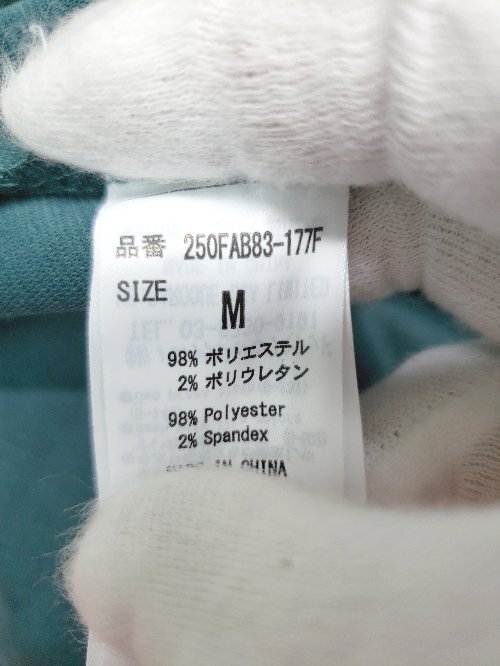 品番 250FAB83-177F
SIZE M
98% ポリエステル
2% ポリウレタン
98% Polyester
2% Spandex
MADE IN CHINA